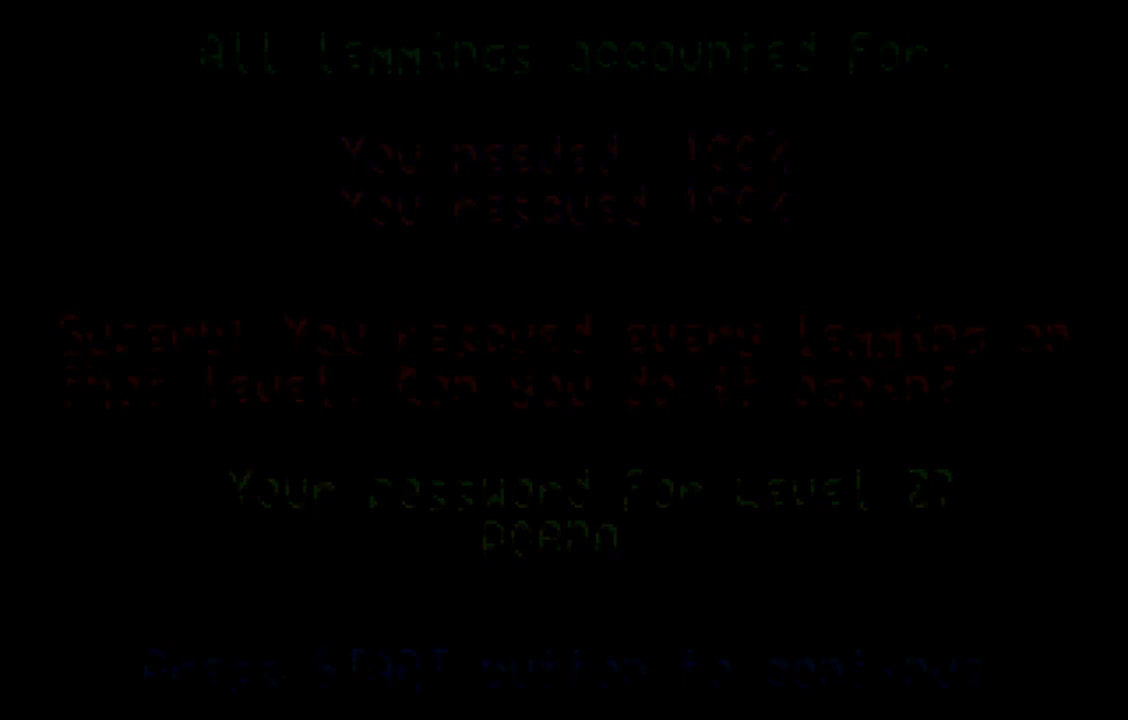 All lemmings accounted for.
You needed 100%
You rescued 100%
Superb! You rescued every lemming on
that level. Can you do it again?
Your password for Level 27
Press START button to continue